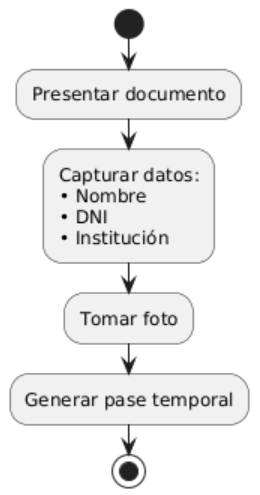 Presentar documento
Capturar datos:
• Nombre
• DNI
• Institución
Tomar foto
Generar pase temporal